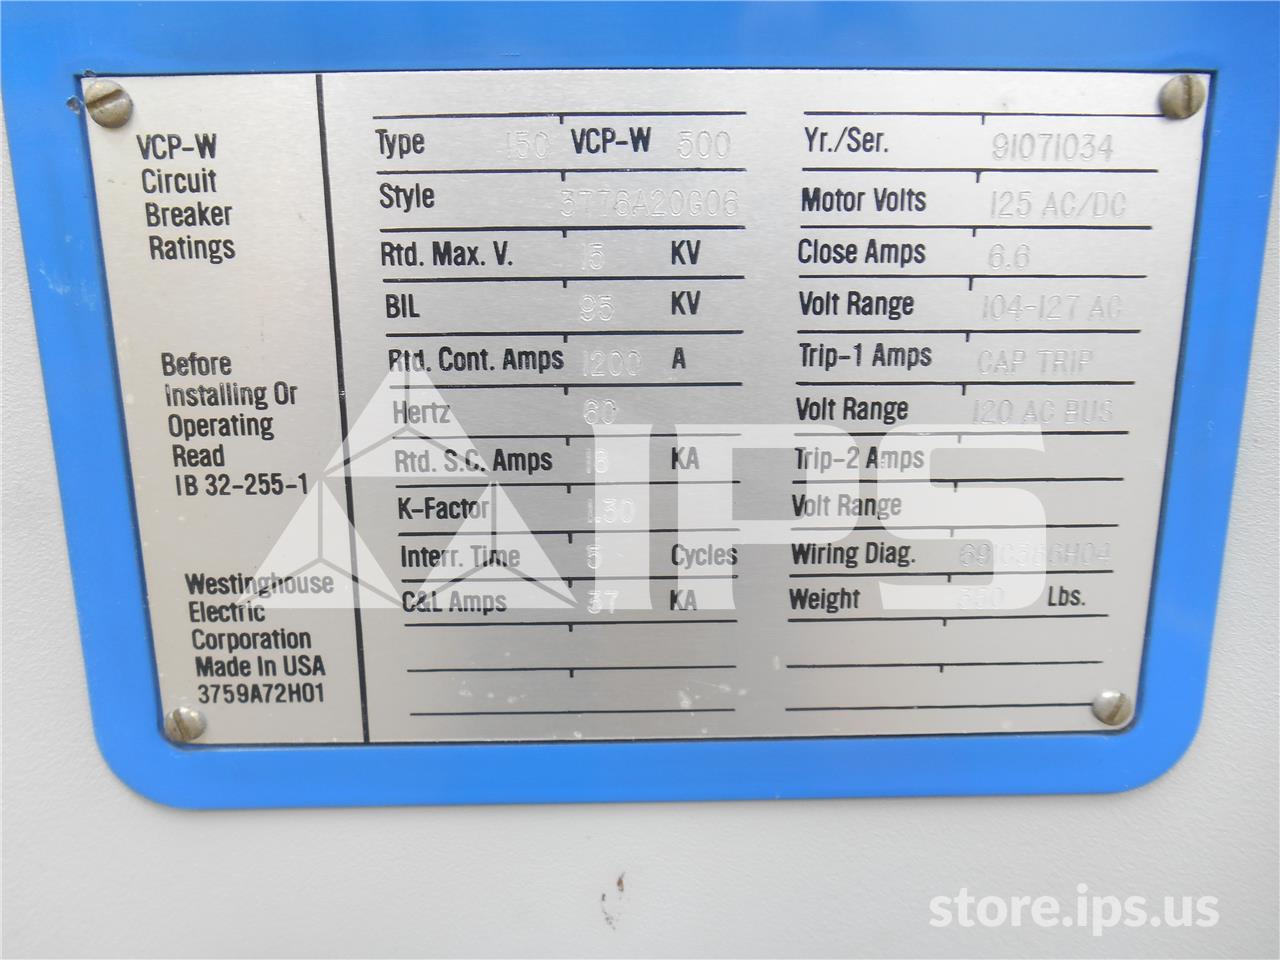 VCP-W
Circuit
Breaker
Ratings
Before
Installing Or
Operating
Read
IB 32-255-1
Westinghouse
Electric
Corporation
Made In USA
3759A72H01
Type 150 VCP-W 500
Style 3776A20G06
Rtd. Max. V. 15 KV
BIL 95 KV
Rtd. Cont. Amps 1200 A
Hertz 60
Rtd. S.C. Amps 18 KA
K-Factor 1.30
Interr. Time 5 Cycles
C&L Amps 37 KA
Yr./Ser. 91071034
Motor Volts 125 AC/DC
Close Amps 6.6
Volt Range 104-127 AC
Trip-1 Amps CAP TRIP
Volt Range 120 AC BUS
Trip-2 Amps
Volt Range
Wiring Diag.
Weight 350 Lbs.
IPS
store.ips.us